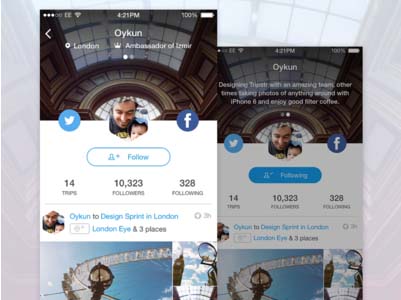 EE
4:21PM
100%
Oykun
London
Ambassador of Izmir
Follow
14
10,323
328
TRIPS
FOLLOWERS
FOLLOWING
Oykun to Design Sprint in London
3h
London Eye & 3 places
EE
4:21PM
100%
Oykun
Designing Tripstr with an amazing team, other
times taking photos of anything around with
iPhone 6 and enjoy good filter coffee.
Following
14
10,323
328
TRIPS
FOLLOWERS
FOLLOWING
Oykun to Design Sprint in London
3h
London Eye & 3 places